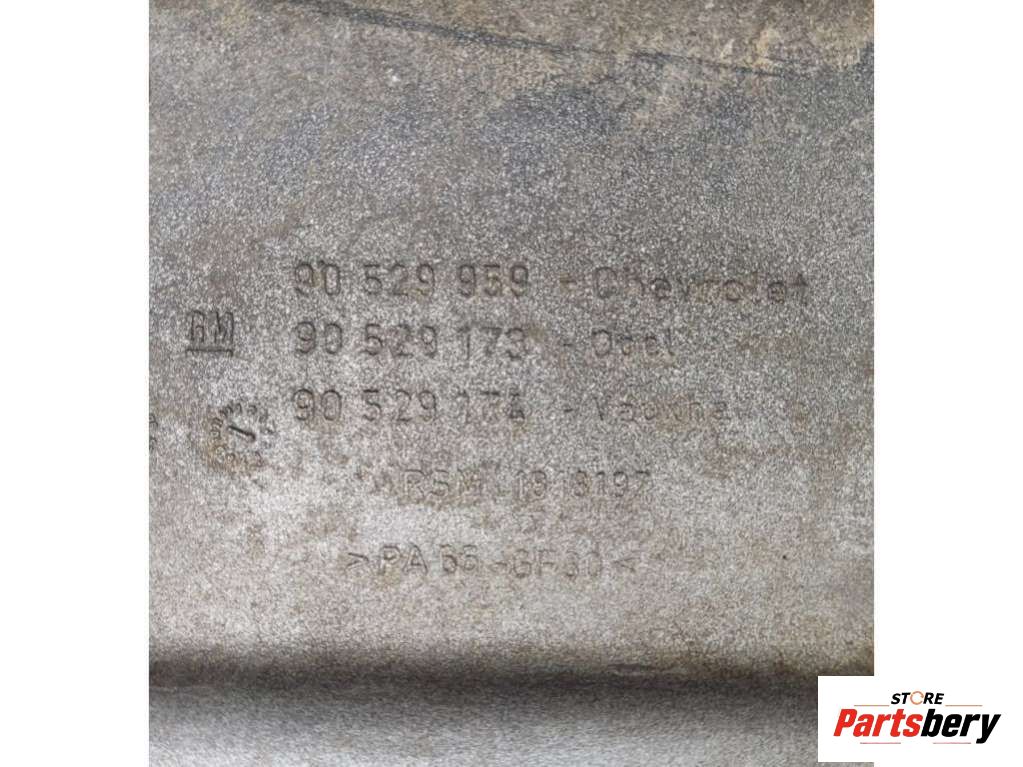 90 529 959 - Chevrolet
GM
90 529 173 - Opel
90 529 174 - Vauxhall
>PA66-GF30<
STORE
Partsbery